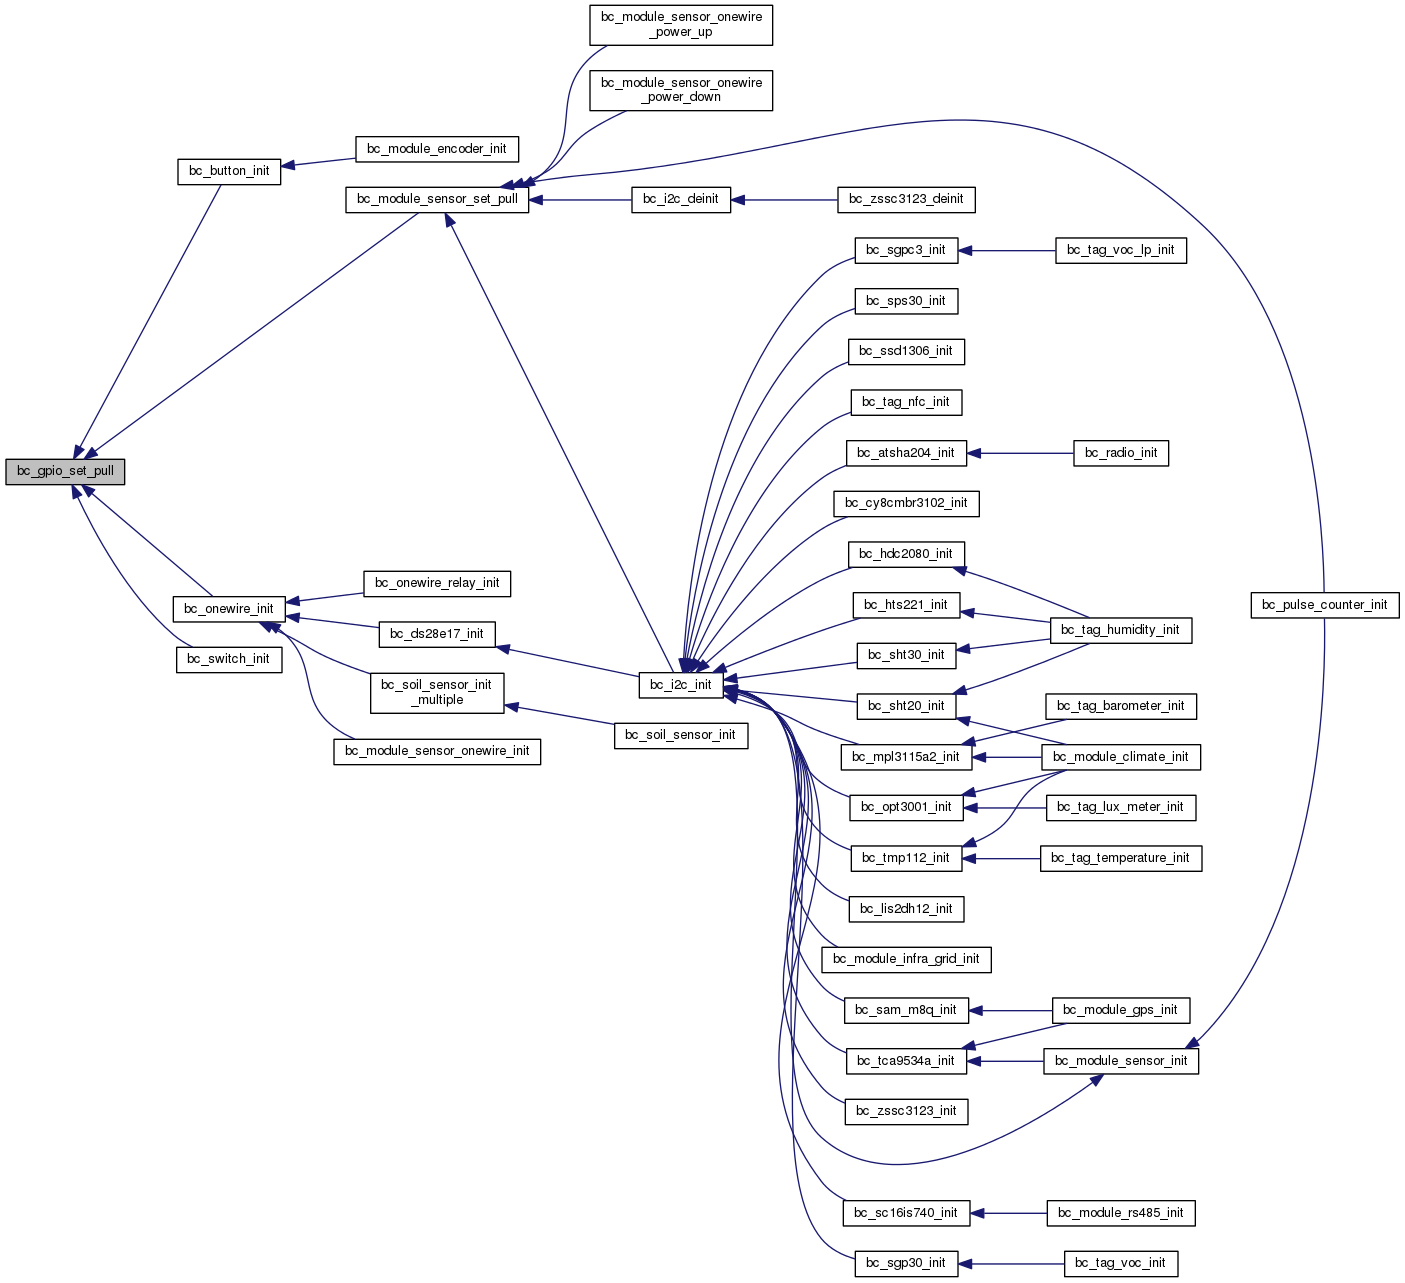 bc_module_sensor_onewire
_power_up
bc_module_sensor_onewire
_power_down
bc_module_encoder_init
bc_button_init
bc_module_sensor_set_pull
bc_i2c_deinit
bc_zssc3123_deinit
bc_sgpc3_init
bc_tag_voc_lp_init
bc_sps30_init
bc_ssd1306_init
bc_tag_nfc_init
bc_atsha204_init
bc_radio_init
bc_gpio_set_pull
bc_cy8cmbr3102_init
bc_hdc2080_init
bc_onewire_relay_init
bc_onewire_init
bc_hts221_init
bc_pulse_counter_init
bc_ds28e17_init
bc_tag_humidity_init
bc_switch_init
bc_sht30_init
bc_soil_sensor_init
_multiple
bc_i2c_init
bc_sht20_init
bc_tag_barometer_init
bc_soil_sensor_init
bc_module_sensor_onewire_init
bc_mpl3115a2_init
bc_module_climate_init
bc_opt3001_init
bc_tag_lux_meter_init
bc_tmp112_init
bc_tag_temperature_init
bc_lis2dh12_init
bc_module_infra_grid_init
bc_sam_m8q_init
bc_module_gps_init
bc_tca9534a_init
bc_module_sensor_init
bc_zssc3123_init
bc_sc16is740_init
bc_module_rs485_init
bc_sgp30_init
bc_tag_voc_init